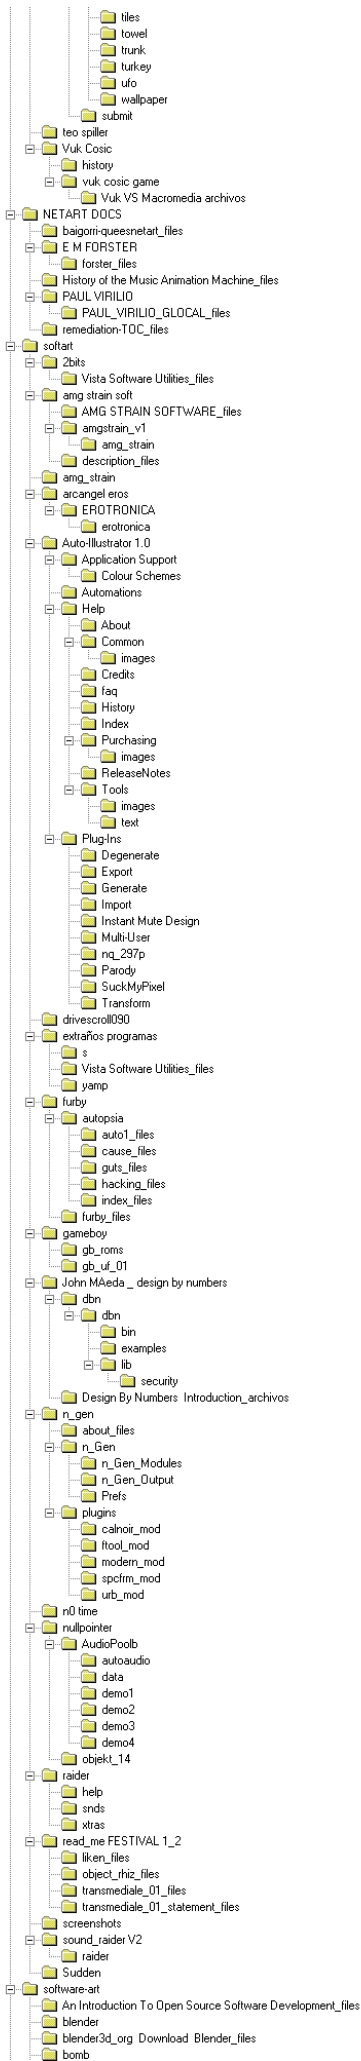 tiles
towel
trunk
turkey
ufo
wallpaper
submit
teo spiller
Vuk Cosic
history
vuk cosic game
Vuk VS Macromedia archivos
NETART DOCS
baigorri-queesnetart_files
E M FORSTER
forster_files
History of the Music Animation Machine_files
PAUL VIRILIO
PAUL_VIRILIO_GLOCAL_files
remediation-TOC_files
softart
2bits
Vista Software Utilities_files
amg strain soft
AMG STRAIN SOFTWARE_files
amgstrain_v1
amg_strain
description_files
amg_strain
arcangel eros
EROTRONICA
erotronica
Auto-Illustrator 1.0
Application Support
Colour Schemes
Automations
Help
About
Common
images
Credits
faq
History
Index
Purchasing
images
ReleaseNotes
Tools
images
text
Plug-Ins
Degenerate
Export
Generate
Import
Instant Mute Design
Multi-User
nq_297p
Parody
SuckMyPixel
Transform
drivescroll090
extraños programas
s
Vista Software Utilities_files
yamp
furby
autopsia
auto1_files
cause_files
guts_files
hacking_files
index_files
furby_files
gameboy
gb_roms
gb_uf_01
John MAeda _ design by numbers
dbn
dbn
bin
examples
lib
security
Design By Numbers  Introduction_archivos
n_gen
about_files
n_Gen
n_Gen_Modules
n_Gen_Output
Prefs
plugins
calnoir_mod
ftool_mod
modern_mod
spcfrm_mod
urb_mod
n0 time
nullpointer
AudioPoolb
autoaudio
data
demo1
demo2
demo3
demo4
objekt_14
raider
help
snds
xtras
read_me FESTIVAL 1_2
liken_files
object_rhiz_files
transmediale_01_files
transmediale_01_statement_files
screenshots
sound_raider V2
raider
Sudden
software-art
An Introduction To Open Source Software Development_files
blender
blender3d_org  Download  Blender_files
bomb